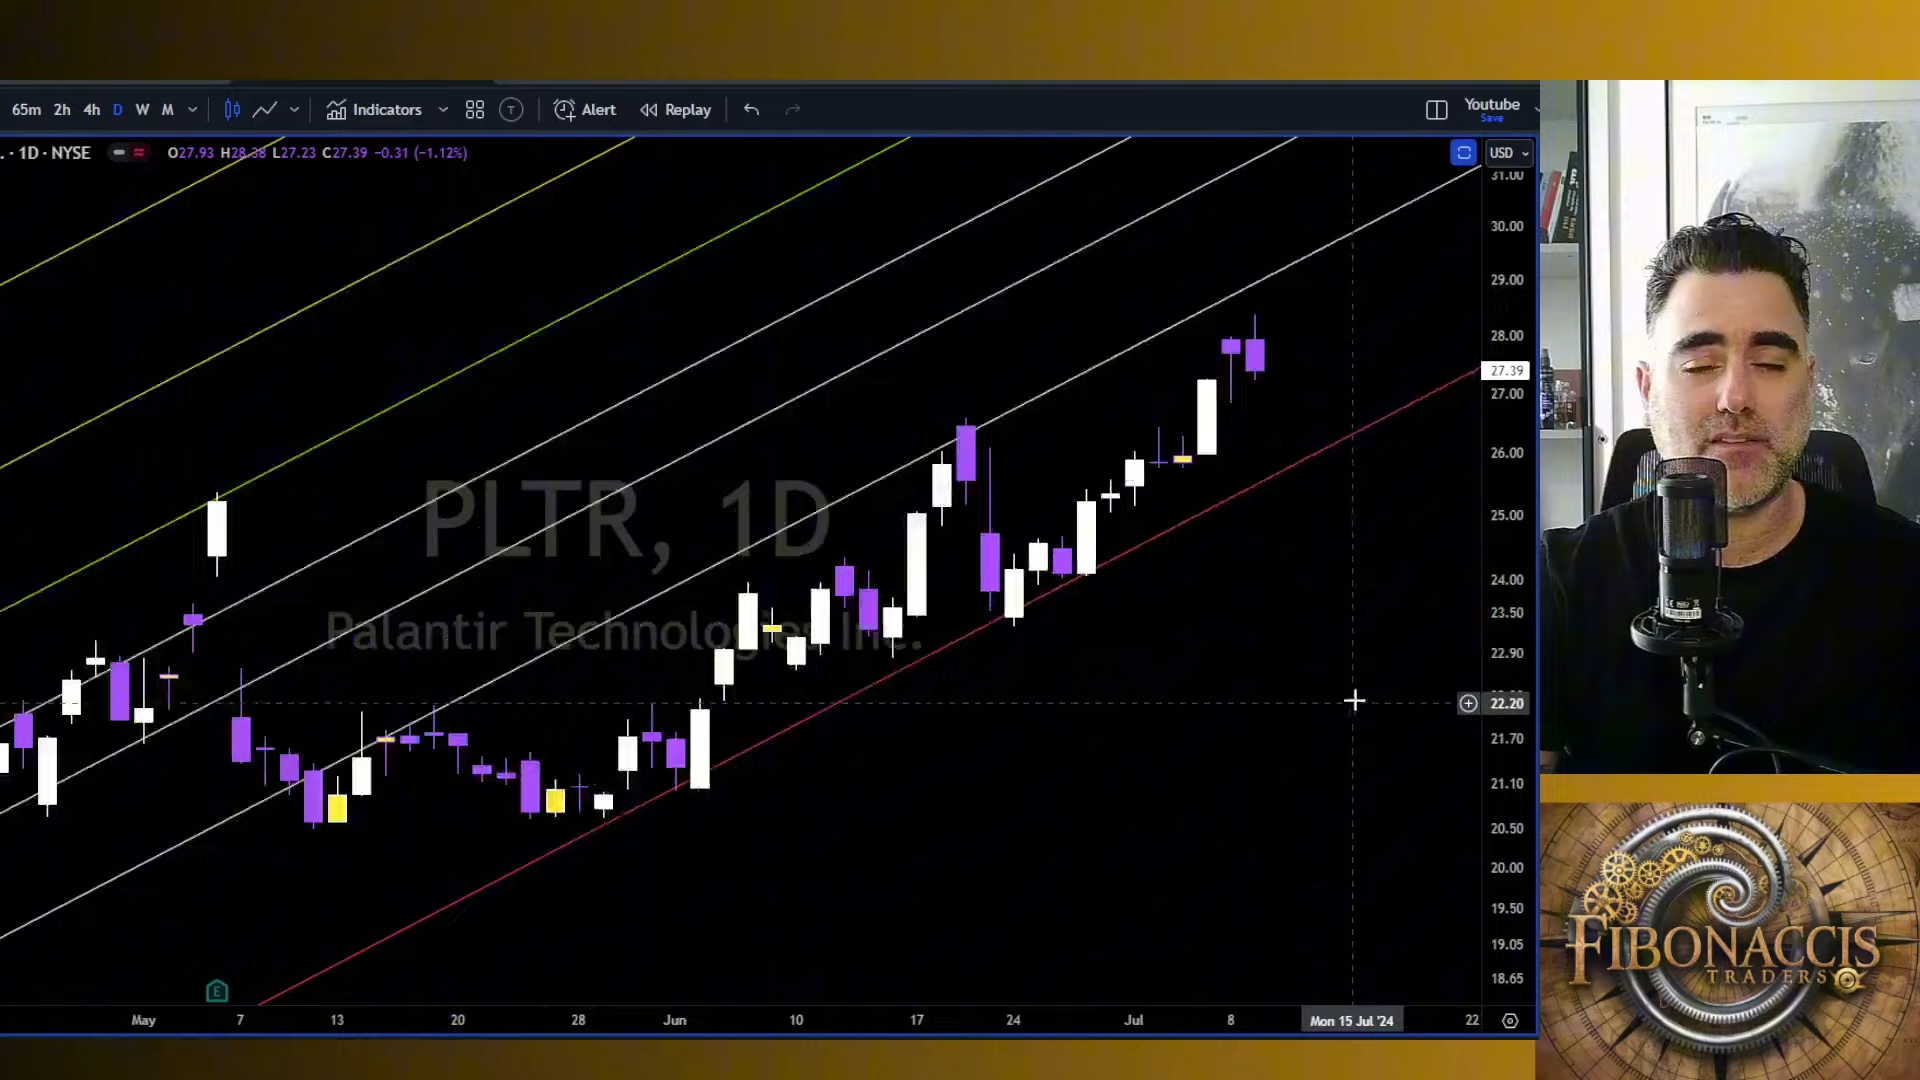 65m 2h 4h D W M Indicators T Alert Replay Youtube
Save
. · 1D · NYSE O27.93 H28.38 L27.23 C27.39 −0.31 (−1.12%) USD
31.00
30.00
29.00
28.00
27.39
27.00
26.00
25.00
24.00
23.50
22.90
22.20
21.70
21.10
20.50
20.00
19.50
19.05
18.65
PLTR, 1D
Palantir Technologies Inc.
E
May 7 13 20 28 Jun 10 17 24 Jul 8 Mon 15 Jul '24 22
FIBONACCIS
TRADERS